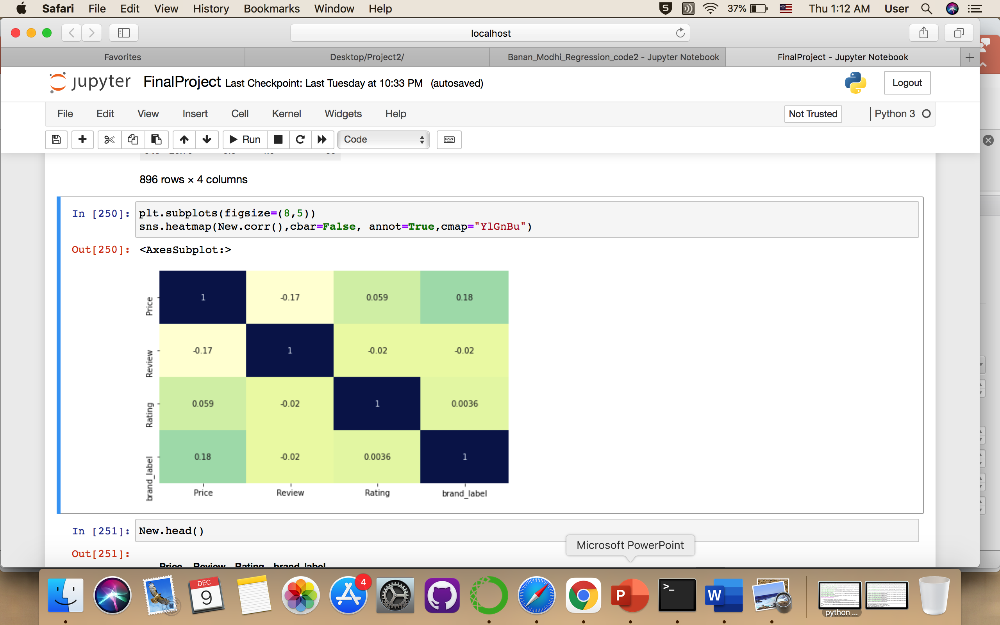 Safari File Edit View History Bookmarks Window Help 37% Thu 1:12 AM User
localhost
Favorites Desktop/Project2/ Banan_Modhi_Regression_code2 - Jupyter Notebook FinalProject - Jupyter Notebook
jupyter FinalProject Last Checkpoint: Last Tuesday at 10:33 PM (autosaved) Logout
File Edit View Insert Cell Kernel Widgets Help Not Trusted Python 3
Run Code
896 rows × 4 columns
In [250]: plt.subplots(figsize=(8,5))
sns.heatmap(New.corr(),cbar=False, annot=True,cmap="YlGnBu")
Out[250]: <AxesSubplot:>
Price 1 -0.17 0.059 0.18
Review -0.17 1 -0.02 -0.02
Rating 0.059 -0.02 1 0.0036
brand_label 0.18 -0.02 0.0036 1
Price Review Rating brand_label
In [251]: New.head()
Out[251]:
Price Review Rating brand_label
Microsoft PowerPoint
DEC
9
4
P
>_
W
python ...